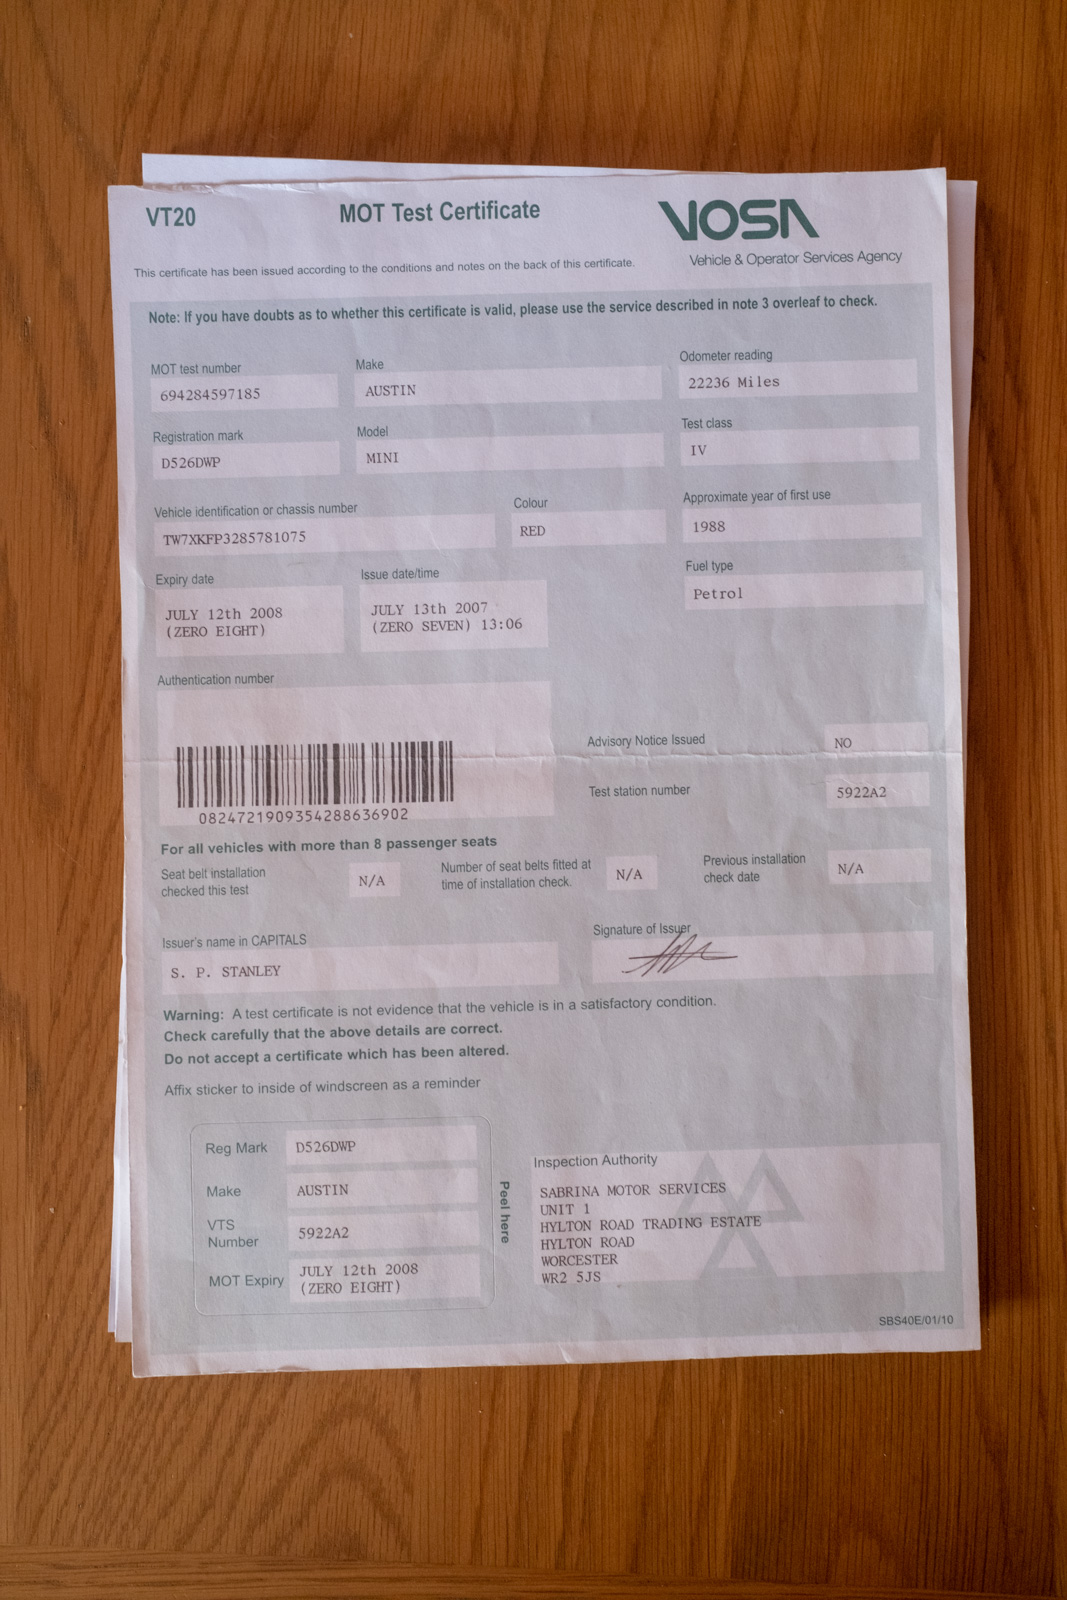 VT20
MOT Test Certificate
VOSA
Vehicle & Operator Services Agency
This certificate has been issued according to the conditions and notes on the back of this certificate.
Note: If you have doubts as to whether this certificate is valid, please use the service described in note 3 overleaf to check.
MOT test number
694284597185
Make
AUSTIN
Odometer reading
22236 Miles
Registration mark
D526DWP
Model
MINI
Test class
IV
Vehicle identification or chassis number
TW7XKFP3285781075
Colour
RED
Approximate year of first use
1988
Expiry date
JULY 12th 2008
(ZERO EIGHT)
Issue date/time
JULY 13th 2007
(ZERO SEVEN) 13:06
Fuel type
Petrol
Authentication number
0824721909354288636902
Advisory Notice Issued
NO
Test station number
5922A2
For all vehicles with more than 8 passenger seats
Seat belt installation
checked this test
N/A
Number of seat belts fitted at
time of installation check.
N/A
Previous installation
check date
N/A
Issuer's name in CAPITALS
S. P. STANLEY
Signature of Issuer
Warning: A test certificate is not evidence that the vehicle is in a satisfactory condition.
Check carefully that the above details are correct.
Do not accept a certificate which has been altered.
Affix sticker to inside of windscreen as a reminder
Reg Mark
D526DWP
Make
AUSTIN
VTS
Number
5922A2
MOT Expiry
JULY 12th 2008
(ZERO EIGHT)
Peel here
Inspection Authority
SABRINA MOTOR SERVICES
UNIT 1
HYLTON ROAD TRADING ESTATE
HYLTON ROAD
WORCESTER
WR2 5JS
SBS40E/01/10